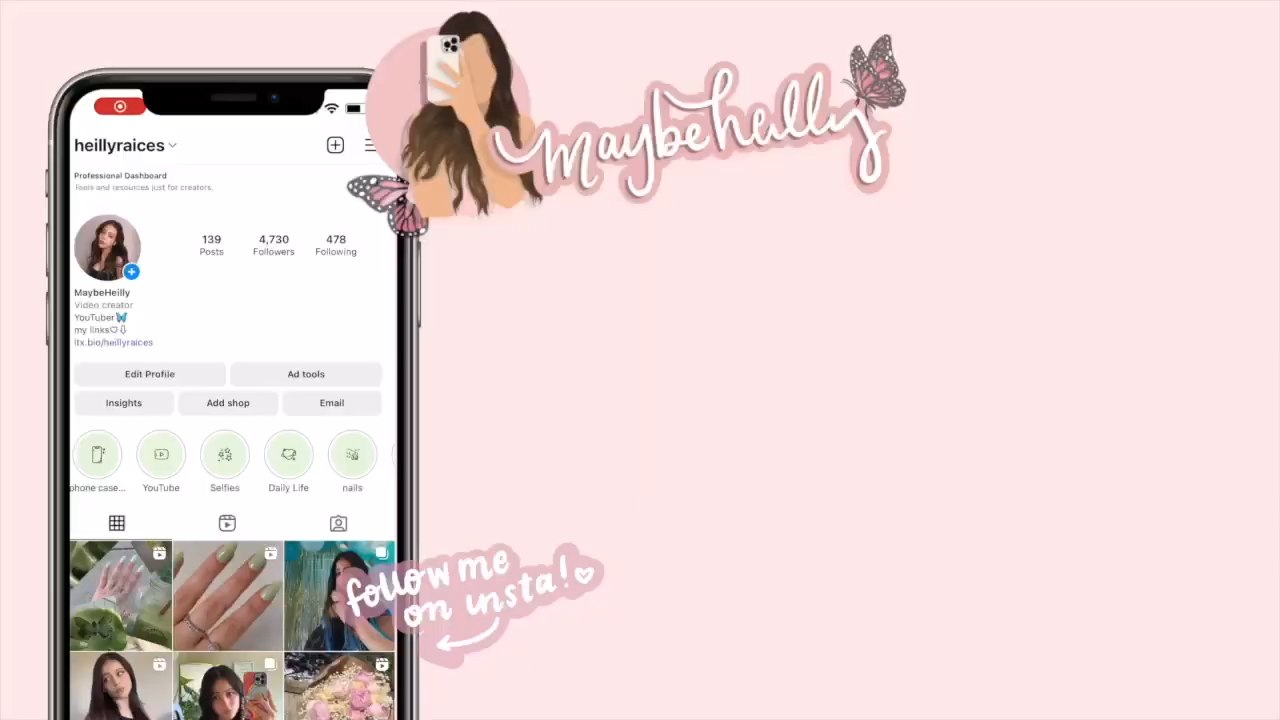 Maybeheilly
heillyraices
Professional Dashboard
Tools and resources just for creators.
139
Posts
4,730
Followers
478
Following
MaybeHeilly
Video creator
YouTuber🦋
my links♡⇩
ltx.bio/heillyraices
Edit Profile
Ad tools
Insights
Add shop
Email
phone case...
YouTube
Selfies
Daily Life
nails
follow me
on insta!♡